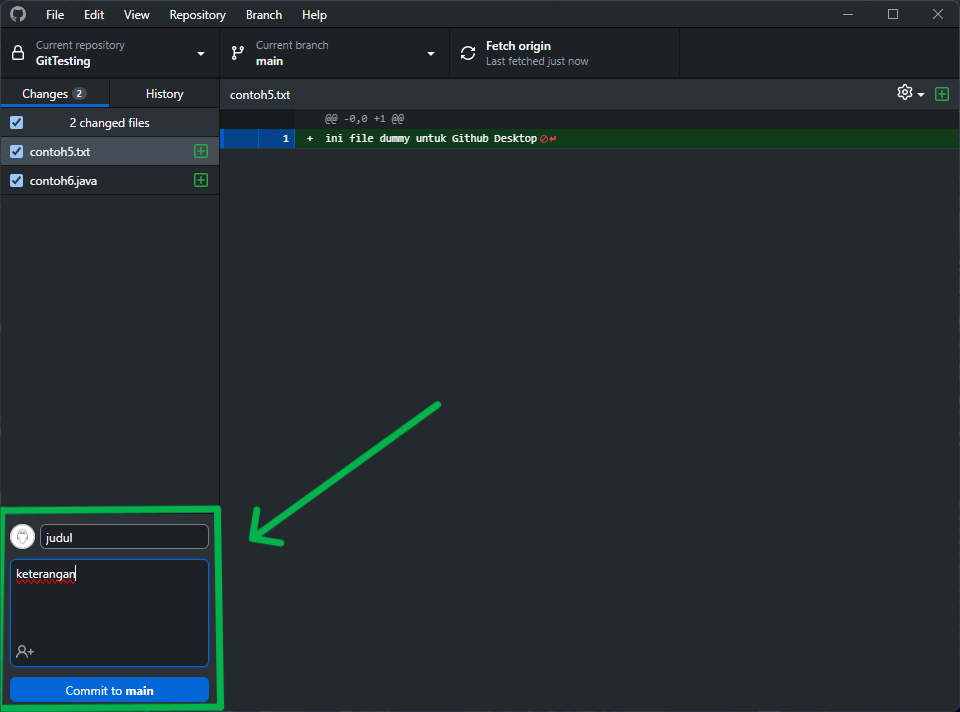 File Edit View Repository Branch Help
Current repository
GitTesting
Current branch
main
Fetch origin
Last fetched just now
Changes 2 History
contoh5.txt
2 changed files
@@ -0,0 +1 @@
1 + ini file dummy untuk Github Desktop
contoh5.txt
contoh6.java
judul
keterangan
Commit to main